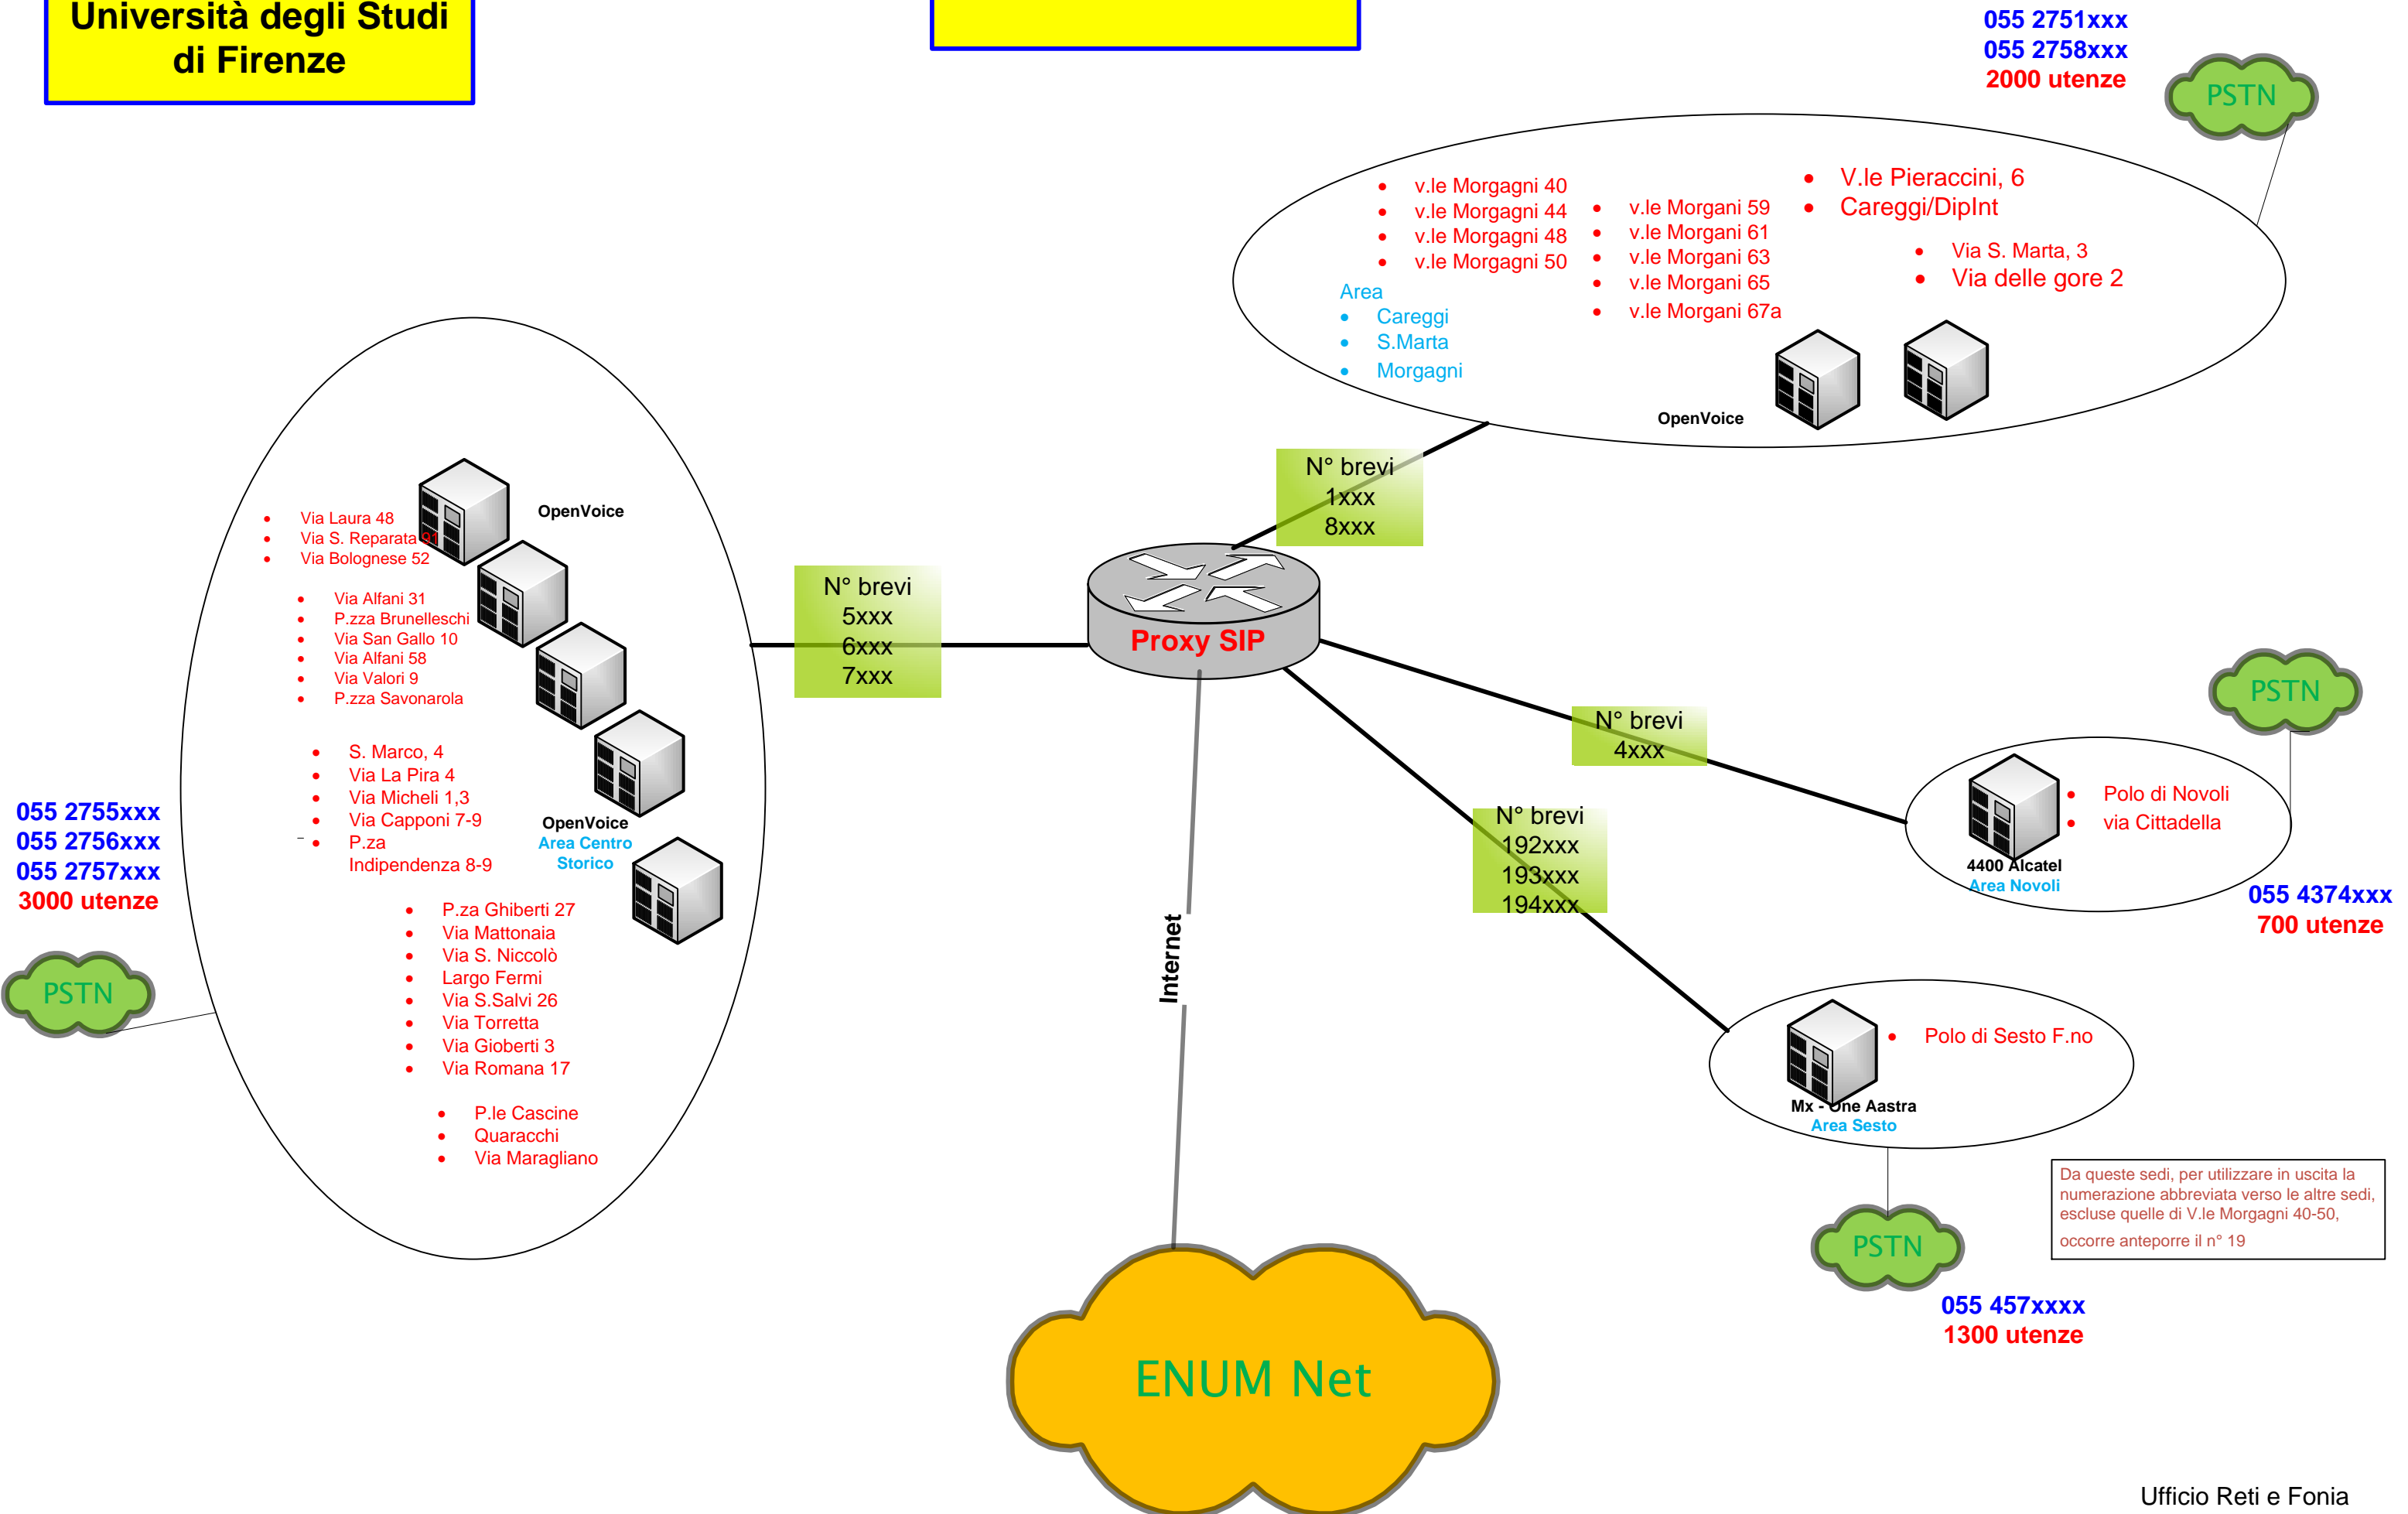 Università degli Studi
di Firenze
055 2751xxx
055 2758xxx
2000 utenze
PSTN
• v.le Morgagni 40
• v.le Morgagni 44
• v.le Morgagni 48
• v.le Morgagni 50
• v.le Morgani 59
• v.le Morgani 61
• v.le Morgani 63
• v.le Morgani 65
• v.le Morgani 67a
• V.le Pieraccini, 6
• Careggi/DipInt
• Via S. Marta, 3
• Via delle gore 2
Area
• Careggi
• S.Marta
• Morgagni
OpenVoice
N° brevi
1xxx
8xxx
OpenVoice
• Via Laura 48
• Via S. Reparata 91
• Via Bolognese 52
• Via Alfani 31
• P.zza Brunelleschi
• Via San Gallo 10
• Via Alfani 58
• Via Valori 9
• P.zza Savonarola
• S. Marco, 4
• Via La Pira 4
• Via Micheli 1,3
• Via Capponi 7-9
– • P.za
Indipendenza 8-9
OpenVoice
Area Centro
Storico
• P.za Ghiberti 27
• Via Mattonaia
• Via S. Niccolò
• Largo Fermi
• Via S.Salvi 26
• Via Torretta
• Via Gioberti 3
• Via Romana 17
• P.le Cascine
• Quaracchi
• Via Maragliano
055 2755xxx
055 2756xxx
055 2757xxx
3000 utenze
PSTN
N° brevi
5xxx
6xxx
7xxx
Proxy SIP
N° brevi
4xxx
N° brevi
192xxx
193xxx
194xxx
Internet
PSTN
• Polo di Novoli
• via Cittadella
4400 Alcatel
Area Novoli
055 4374xxx
700 utenze
• Polo di Sesto F.no
Mx - One Aastra
Area Sesto
Da queste sedi, per utilizzare in uscita la
numerazione abbreviata verso le altre sedi,
escluse quelle di V.le Morgagni 40-50,
occorre anteporre il n° 19
PSTN
055 457xxxx
1300 utenze
ENUM Net
Ufficio Reti e Fonia